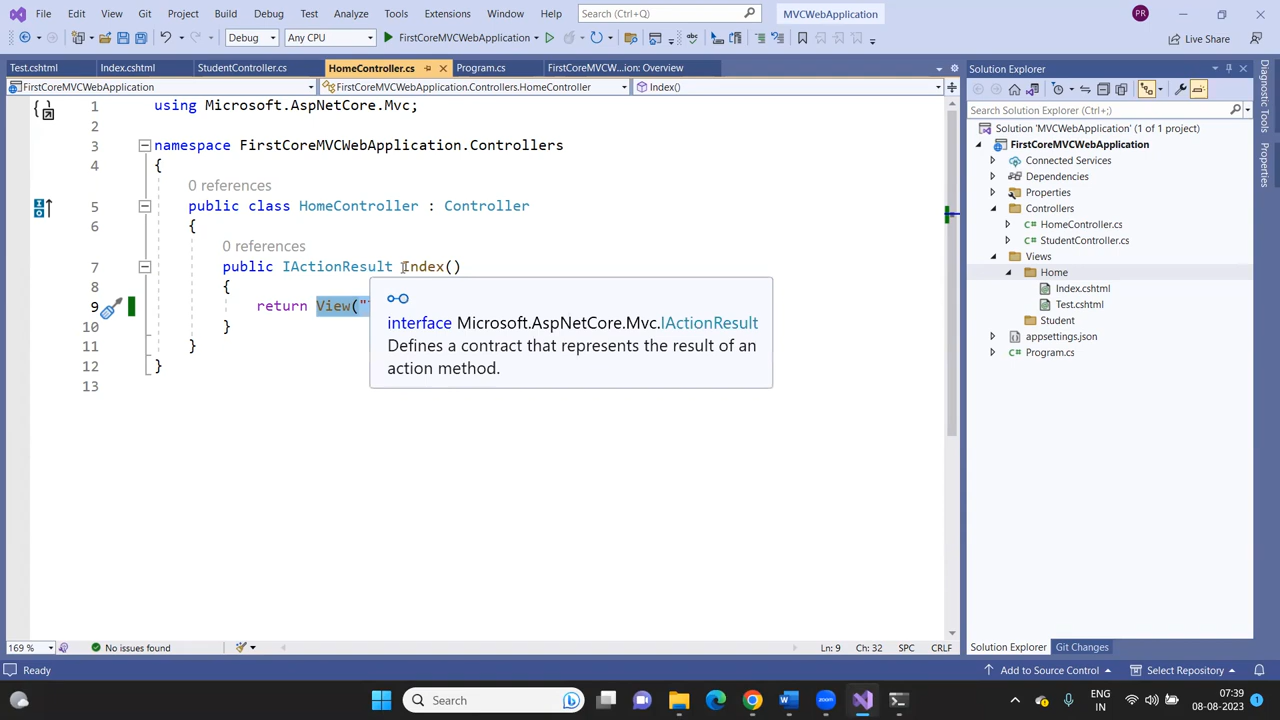 File Edit View Git Project Build Debug Test Analyze Tools Extensions Window Help Search (Ctrl+Q) MVCWebApplication PR
Debug Any CPU FirstCoreMVCWebApplication Live Share
Test.cshtml Index.cshtml StudentController.cs HomeController.cs Program.cs FirstCoreMVCW...ion: Overview
FirstCoreMVCWebApplication FirstCoreMVCWebApplication.Controllers.HomeController Index()
1 using Microsoft.AspNetCore.Mvc;
2
3 namespace FirstCoreMVCWebApplication.Controllers
4 {
0 references
5 public class HomeController : Controller
6 {
0 references
7 public IActionResult Index()
8 {
9 return View("
10 }
11 }
12 }
13
interface Microsoft.AspNetCore.Mvc.IActionResult
Defines a contract that represents the result of an
action method.
Solution Explorer
Search Solution Explorer (Ctrl+;)
Solution 'MVCWebApplication' (1 of 1 project)
FirstCoreMVCWebApplication
Connected Services
Dependencies
Properties
Controllers
HomeController.cs
StudentController.cs
Views
Home
Index.cshtml
Test.cshtml
Student
appsettings.json
Program.cs
Diagnostic Tools
Properties
169 % No issues found Ln: 9 Ch: 32 SPC CRLF
Solution Explorer Git Changes
Ready Add to Source Control Select Repository
Search ENG
IN
07:39
08-08-2023
1